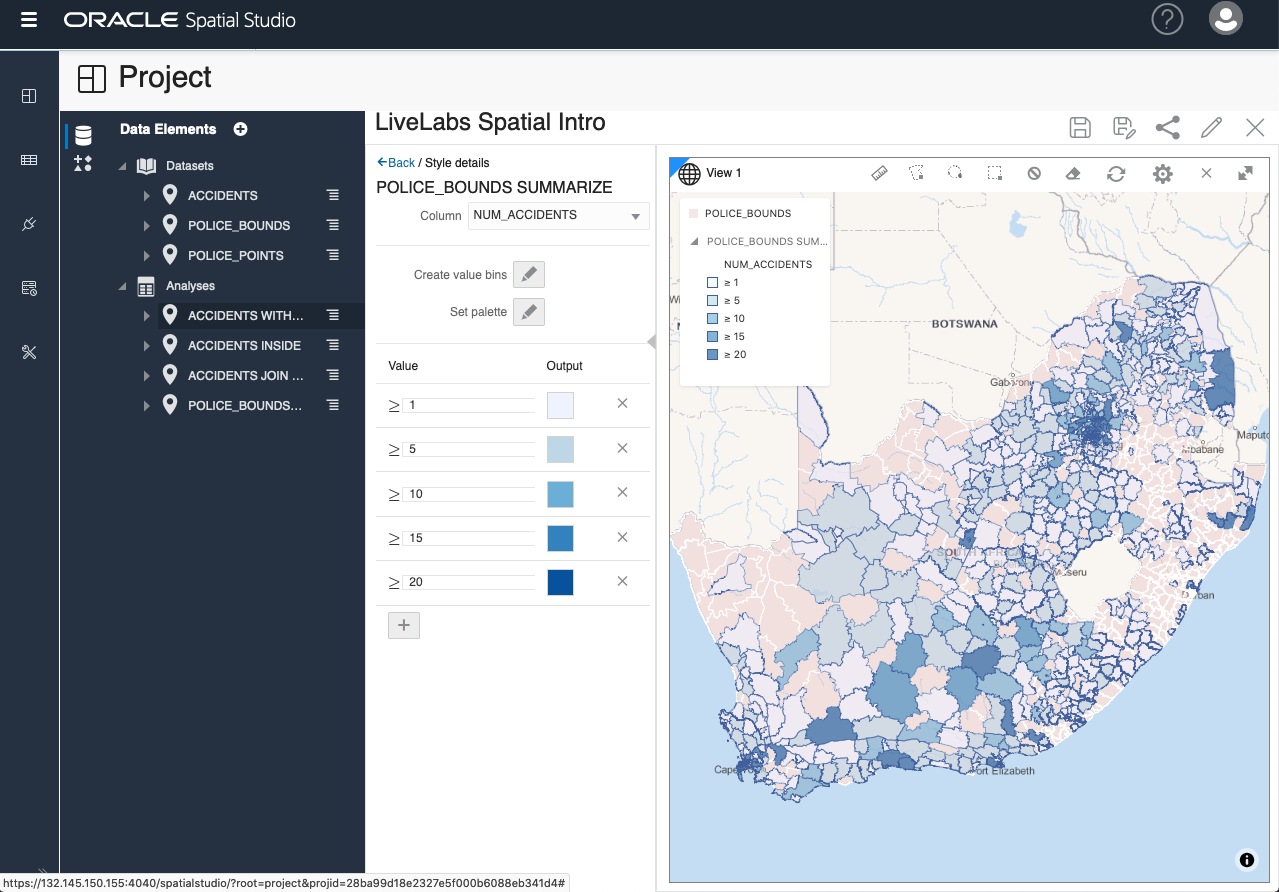 ORACLE Spatial Studio
?
Project
Data Elements
Datasets
ACCIDENTS
POLICE_BOUNDS
POLICE_POINTS
Analyses
ACCIDENTS WITH...
ACCIDENTS INSIDE
ACCIDENTS JOIN ...
POLICE_BOUNDS...
LiveLabs Spatial Intro
Back / Style details
POLICE_BOUNDS SUMMARIZE
Column NUM_ACCIDENTS
Create value bins
Set palette
Value Output
≥ 1
≥ 5
≥ 10
≥ 15
≥ 20
+
View 1
POLICE_BOUNDS
POLICE_BOUNDS SUM...
NUM_ACCIDENTS
≥ 1
≥ 5
≥ 10
≥ 15
≥ 20
BOTSWANA
Gaborone
Maputo
Mbabane
SOUTH AFRICA
Maseru
Durban
Cape Town
Port Elizabeth
https://132.145.150.155:4040/spatialstudio/?root=project&projid=28ba99d18e2327e5f000b6088eb341d4#